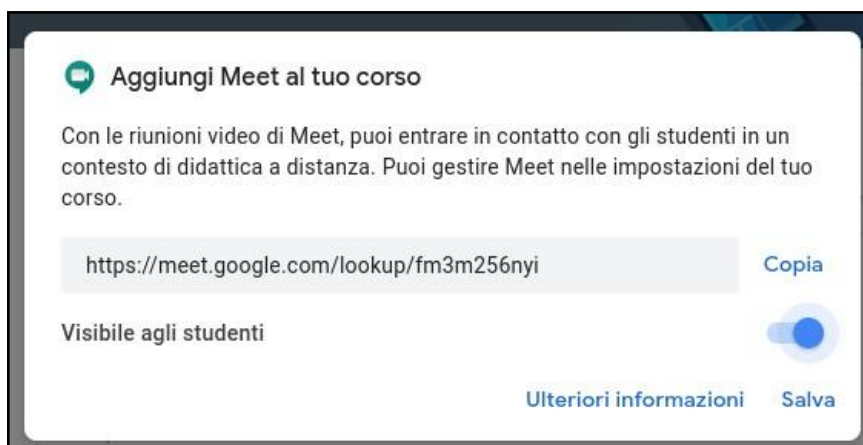 Aggiungi Meet al tuo corso
Con le riunioni video di Meet, puoi entrare in contatto con gli studenti in un
contesto di didattica a distanza. Puoi gestire Meet nelle impostazioni del tuo
corso.
https://meet.google.com/lookup/fm3m256nyi
Copia
Visibile agli studenti
Ulteriori informazioni Salva